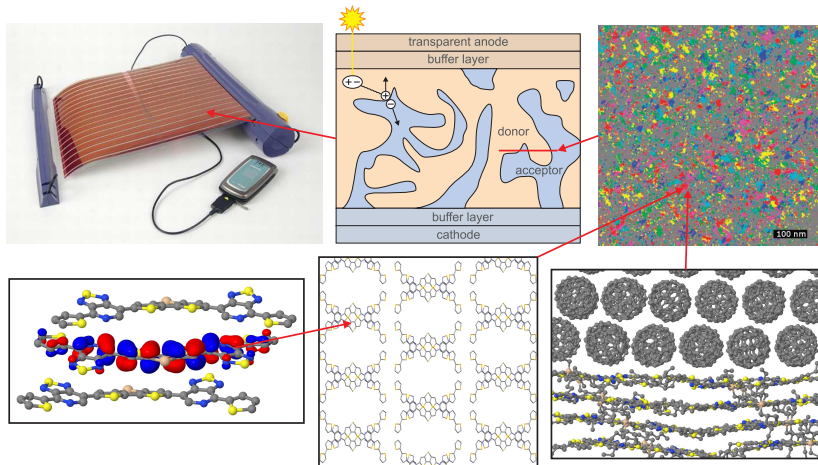 transparent anode
buffer layer
donor
acceptor
buffer layer
cathode
100 nm